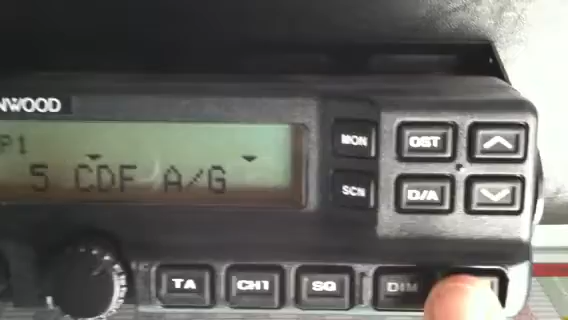 NWOOD
P1
5 CDF A/G
MON
OST
SCN
D/A
TA
CH1
SQ
DIM